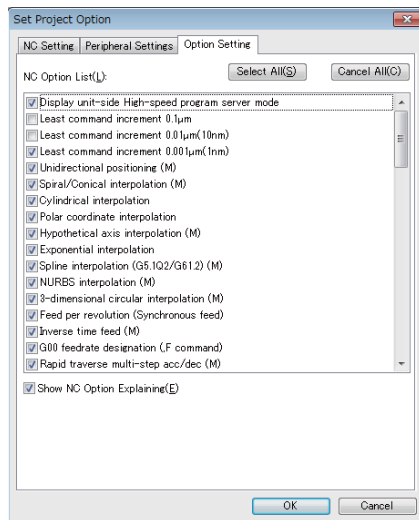 Set Project Option
NC Setting Peripheral Settings Option Setting
NC Option List(L): Select All(S) Cancel All(C)
Display unit-side High-speed program server mode
Least command increment 0.1μm
Least command increment 0.01μm(10nm)
Least command increment 0.001μm(1nm)
Unidirectional positioning (M)
Spiral/Conical interpolation (M)
Cylindrical interpolation
Polar coordinate interpolation
Hypothetical axis interpolation (M)
Exponential interpolation
Spline interpolation (G5.1Q2/G61.2) (M)
NURBS interpolation (M)
3-dimensional circular interpolation (M)
Feed per revolution (Synchronous feed)
Inverse time feed (M)
G00 feedrate designation (,F command)
Rapid traverse multi-step acc/dec (M)
Show NC Option Explaining(E)
OK Cancel